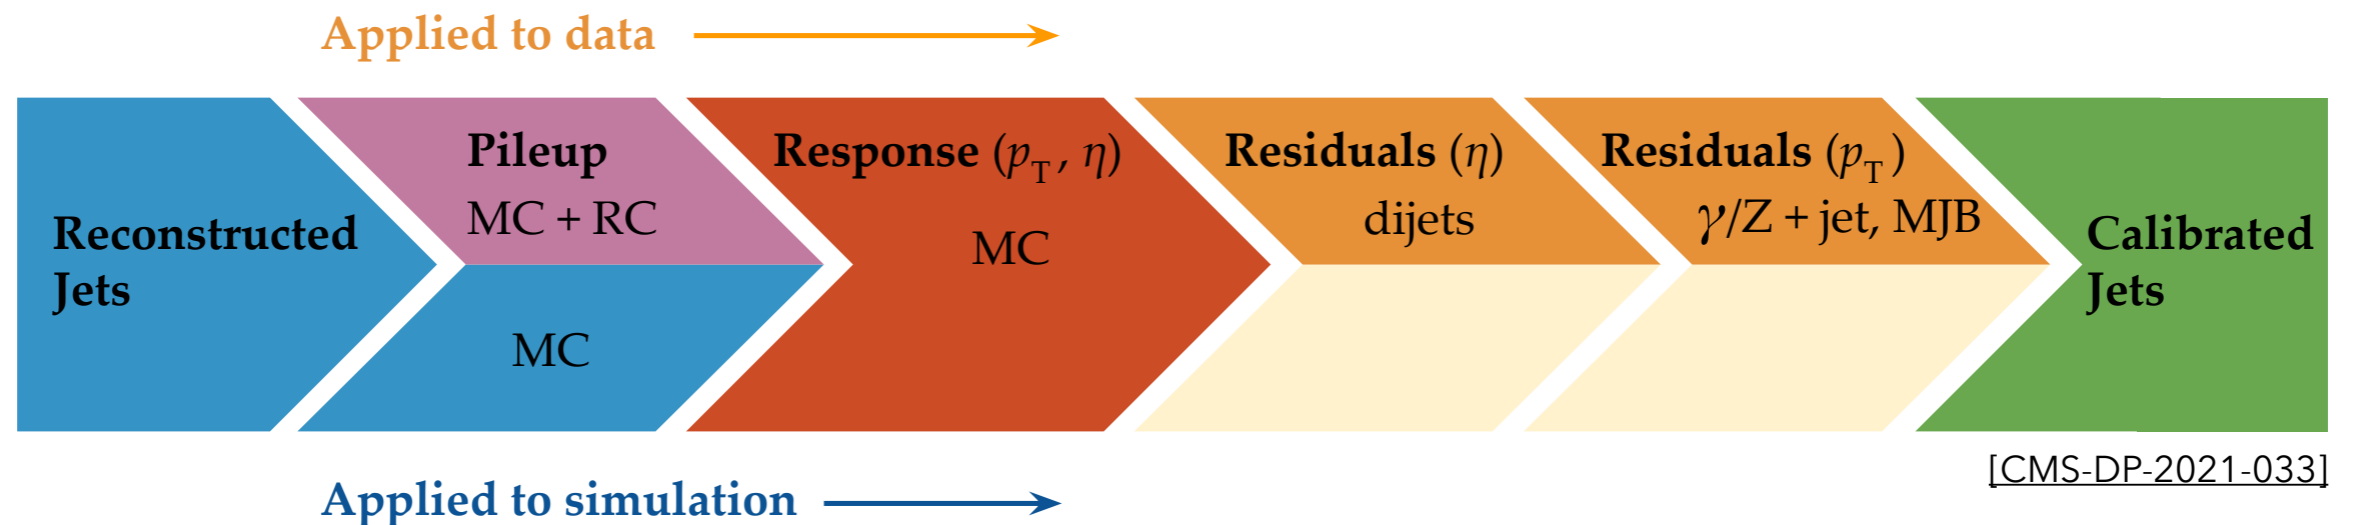 Applied to data
Reconstructed
Jets
Pileup
MC + RC
MC
Response (pT, η)
MC
Residuals (η)
dijets
Residuals (pT)
γ/Z + jet, MJB
Calibrated
Jets
[CMS-DP-2021-033]
Applied to simulation